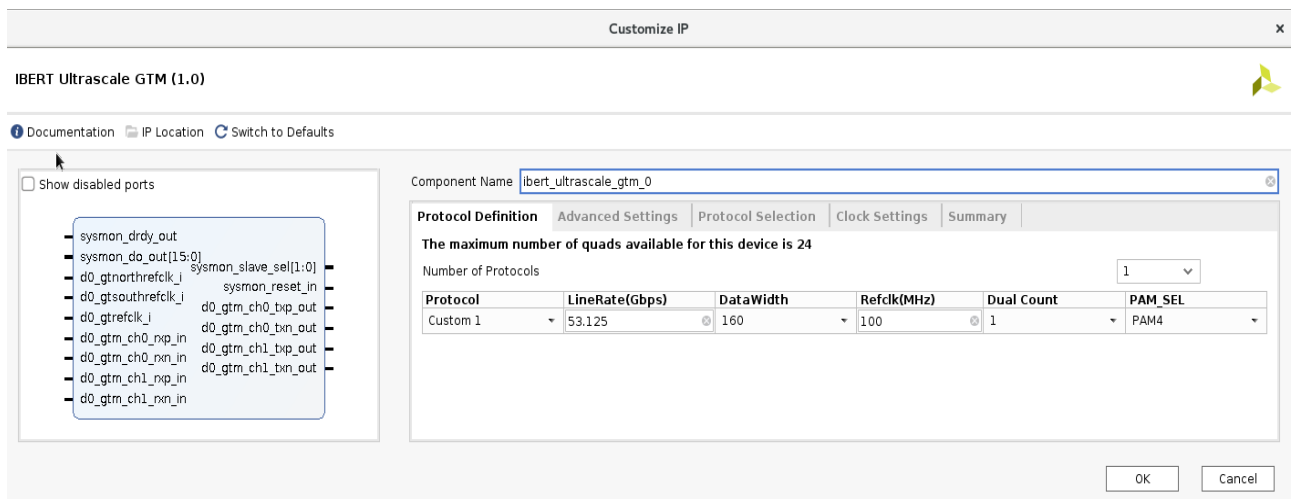 Customize IP
IBERT Ultrascale GTM (1.0)
Documentation IP Location Switch to Defaults
Show disabled ports
sysmon_drdy_out
sysmon_do_out[15:0]
d0_gtnorthrefclk_i
d0_gtsouthrefclk_i
d0_gtrefclk_i
d0_gtm_ch0_rxp_in
d0_gtm_ch0_rxn_in
d0_gtm_ch1_rxp_in
d0_gtm_ch1_rxn_in
sysmon_slave_sel[1:0]
sysmon_reset_in
d0_gtm_ch0_txp_out
d0_gtm_ch0_txn_out
d0_gtm_ch1_txp_out
d0_gtm_ch1_txn_out
Component Name ibert_ultrascale_gtm_0
Protocol Definition Advanced Settings Protocol Selection Clock Settings Summary
The maximum number of quads available for this device is 24
Number of Protocols 1
Protocol LineRate(Gbps) DataWidth Refclk(MHz) Dual Count PAM_SEL
Custom 1 53.125 160 100 1 PAM4
OK Cancel